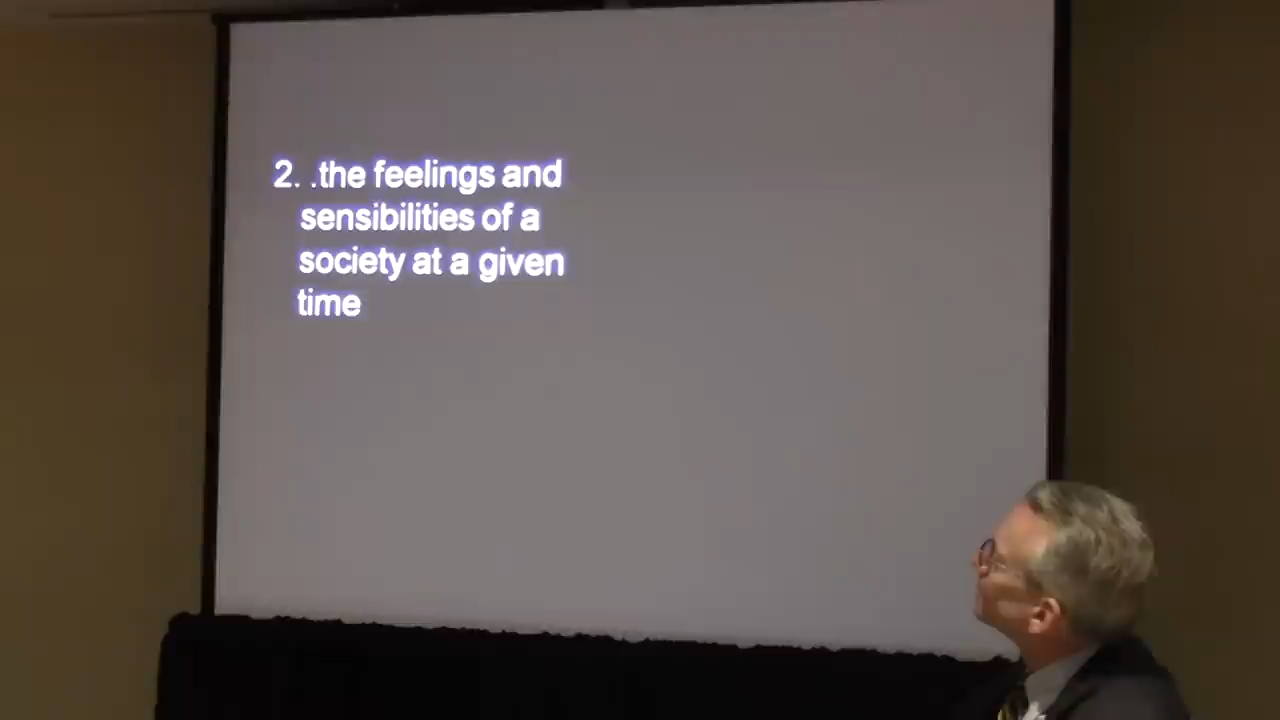 2. .the feelings and
sensibilities of a
society at a given
time